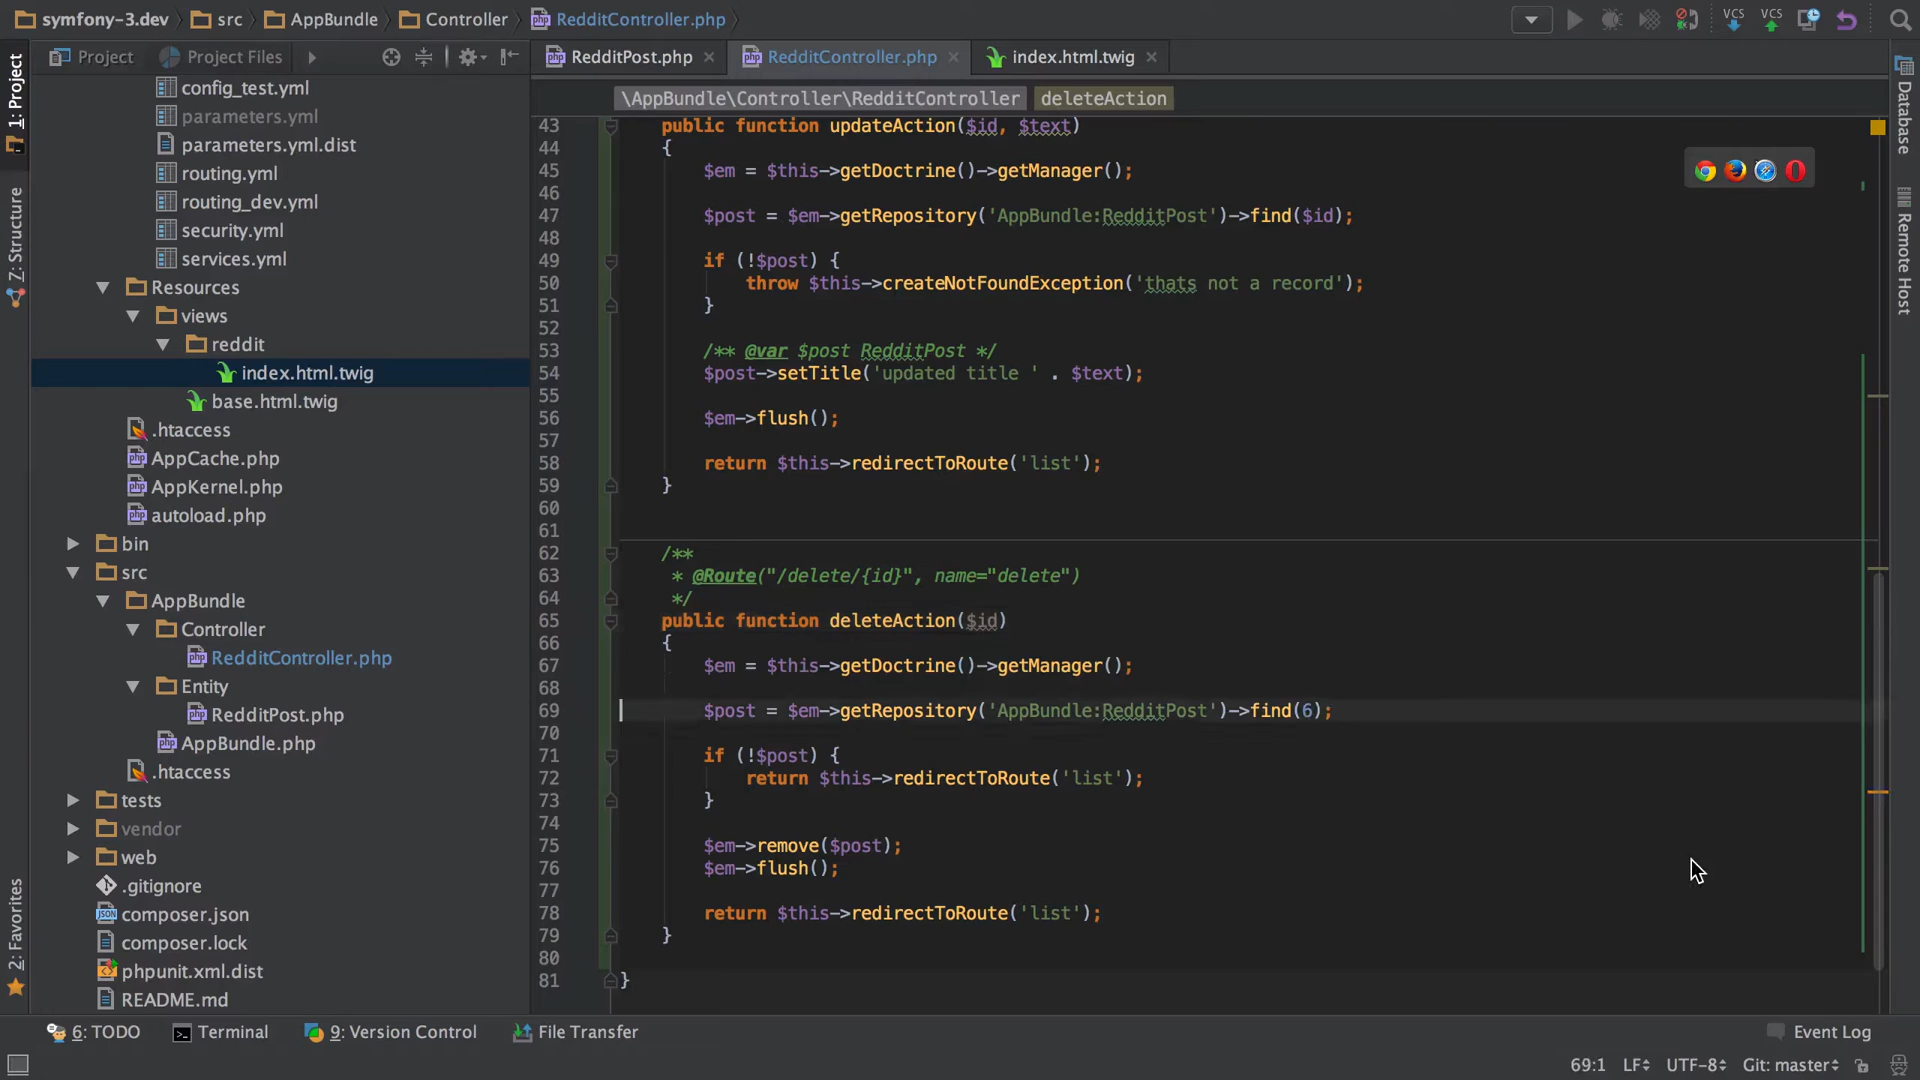 symfony-3.dev src AppBundle Controller RedditController.php
Project Project Files
RedditPost.php RedditController.php index.html.twig
\AppBundle\Controller\RedditController deleteAction
1: Project
Z: Structure
2: Favorites
config_test.yml
parameters.yml
parameters.yml.dist
routing.yml
routing_dev.yml
security.yml
services.yml
Resources
views
reddit
index.html.twig
base.html.twig
.htaccess
AppCache.php
AppKernel.php
autoload.php
bin
src
AppBundle
Controller
RedditController.php
Entity
RedditPost.php
AppBundle.php
.htaccess
tests
vendor
web
.gitignore
composer.json
composer.lock
phpunit.xml.dist
README.md
43 public function updateAction($id, $text)
44 {
45 $em = $this->getDoctrine()->getManager();
46
47 $post = $em->getRepository('AppBundle:RedditPost')->find($id);
48
49 if (!$post) {
50 throw $this->createNotFoundException('thats not a record');
51 }
52
53 /** @var $post RedditPost */
54 $post->setTitle('updated title ' . $text);
55
56 $em->flush();
57
58 return $this->redirectToRoute('list');
59 }
60
61
62 /**
63 * @Route("/delete/{id}", name="delete")
64 */
65 public function deleteAction($id)
66 {
67 $em = $this->getDoctrine()->getManager();
68
69 $post = $em->getRepository('AppBundle:RedditPost')->find(6);
70
71 if (!$post) {
72 return $this->redirectToRoute('list');
73 }
74
75 $em->remove($post);
76 $em->flush();
77
78 return $this->redirectToRoute('list');
79 }
80
81 }
VCS VCS
Database
Remote Host
6: TODO Terminal 9: Version Control File Transfer Event Log
69:1 LF UTF-8 Git: master